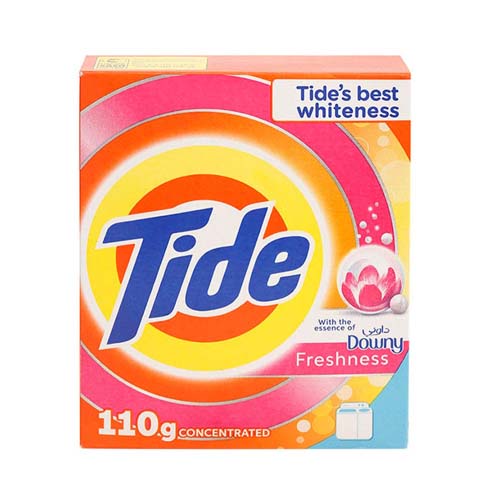 Tide's best
whiteness
Tide
With the
essence of
داوني
Downy
Freshness
110g CONCENTRATED